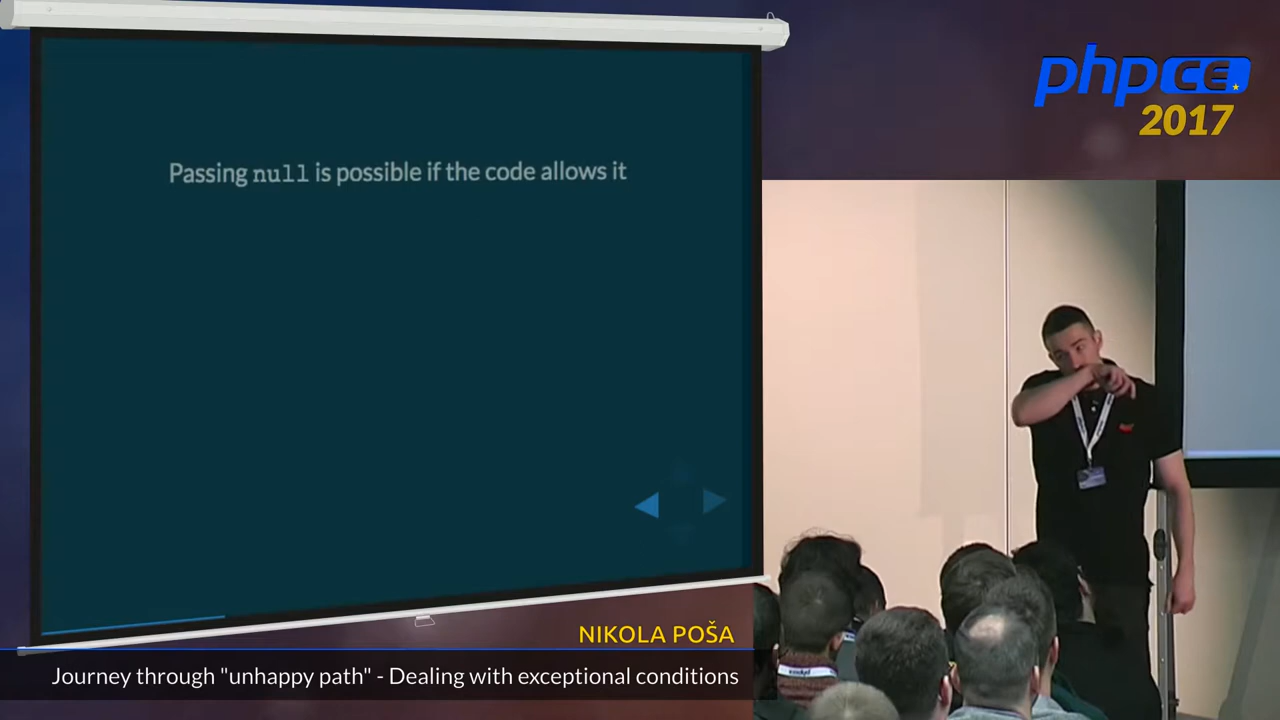 phpCE
2017
Passing null is possible if the code allows it
NIKOLA POŠA
Journey through "unhappy path" - Dealing with exceptional conditions